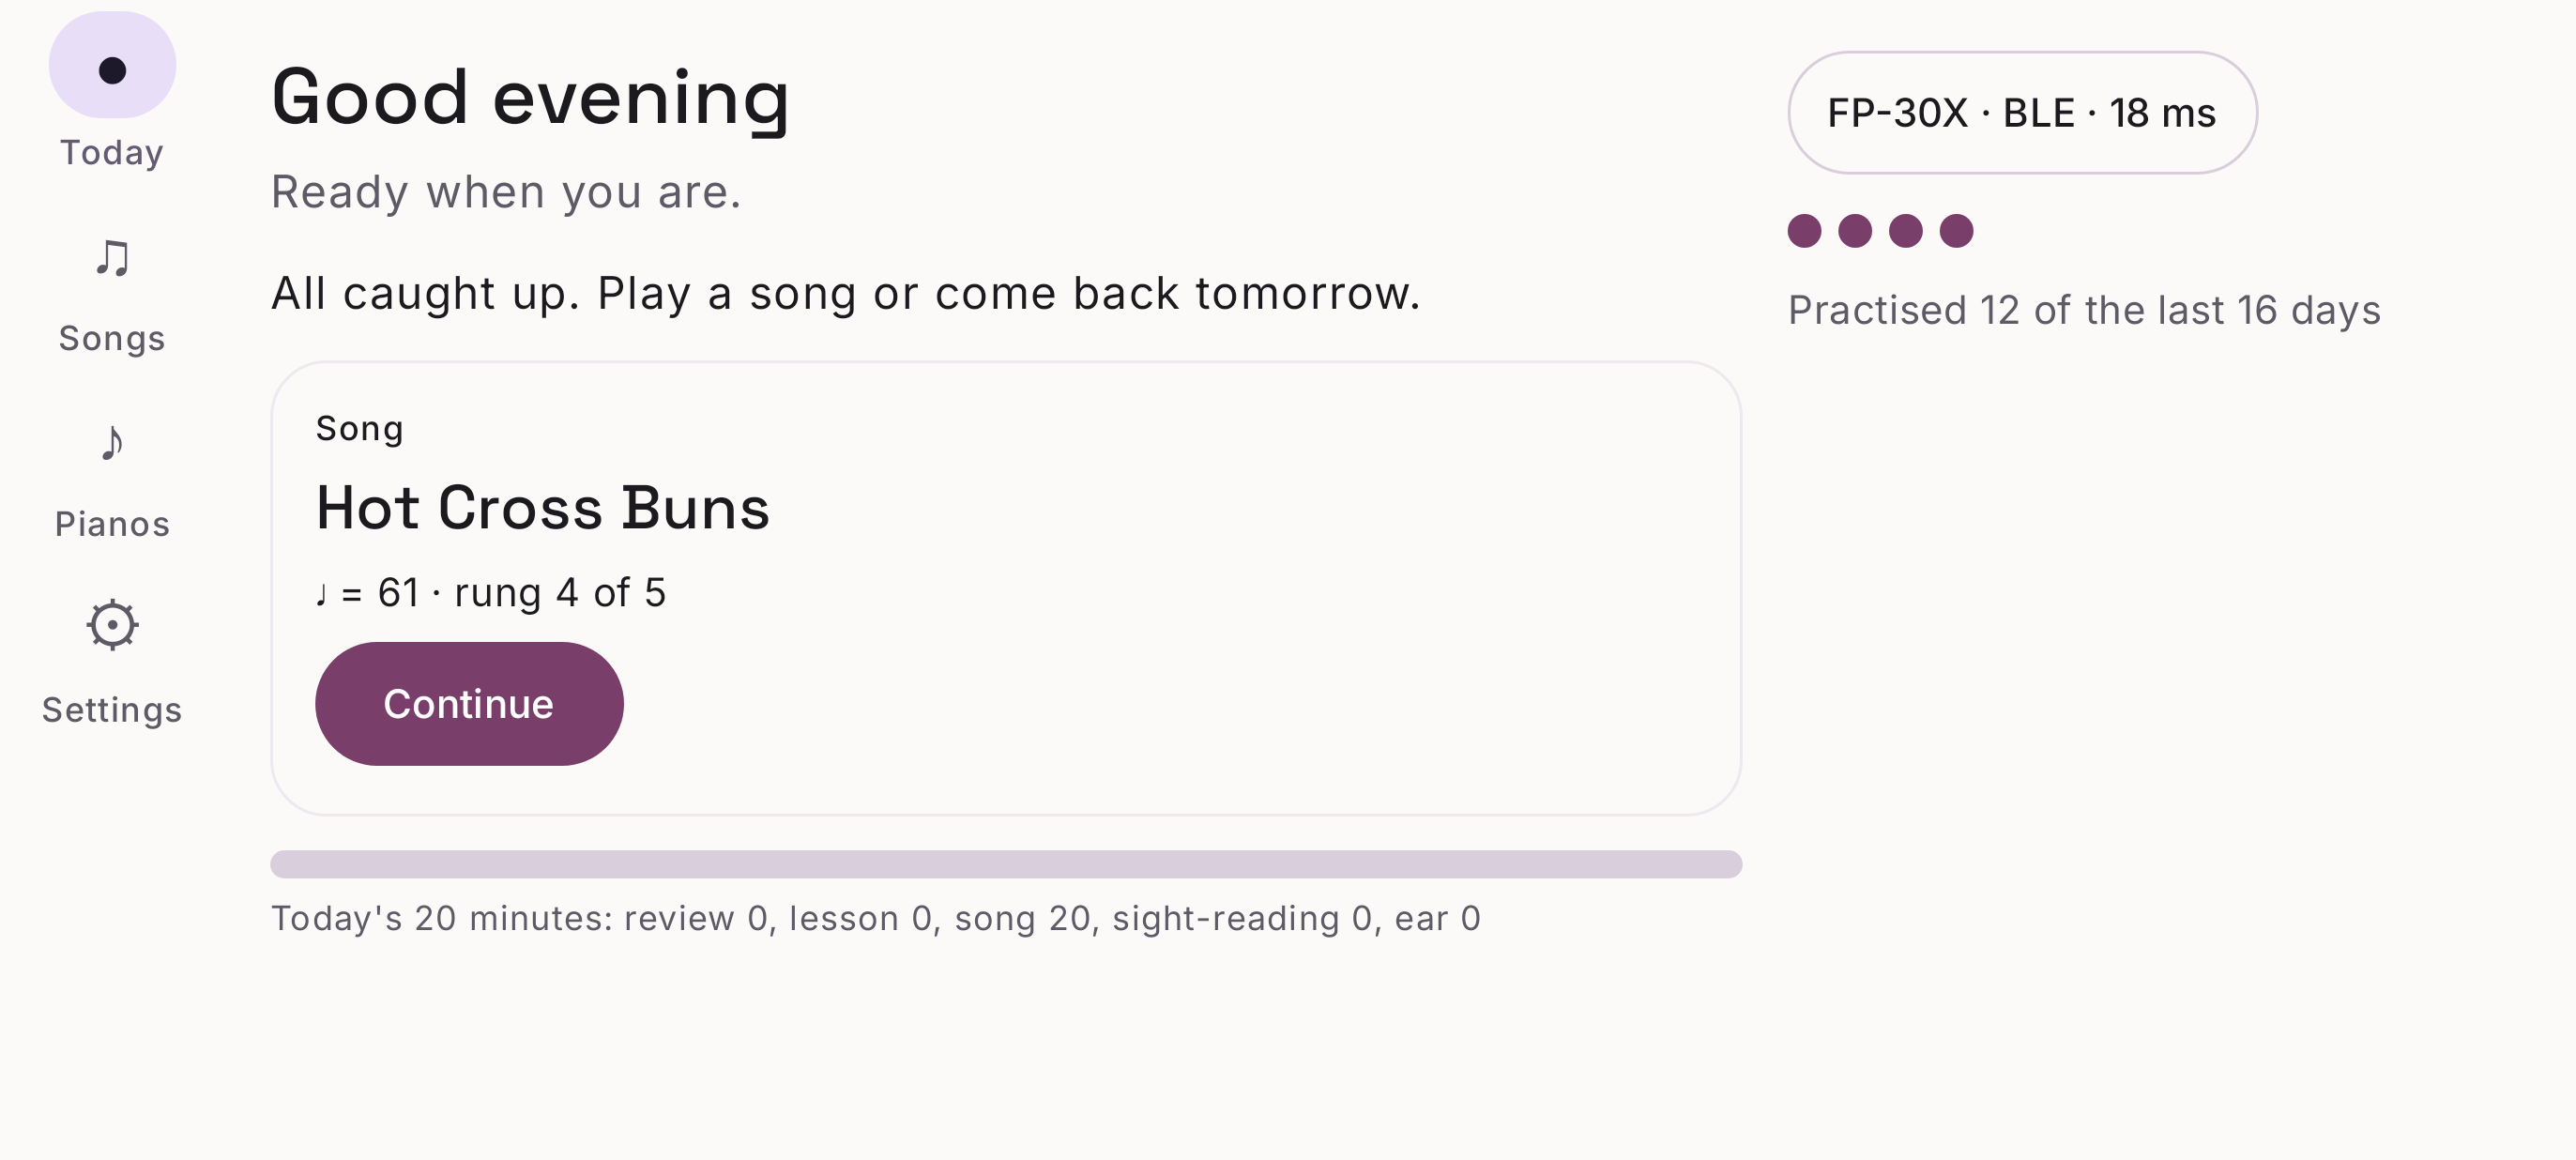 Today
Songs
Pianos
Settings
Good evening
Ready when you are.
All caught up. Play a song or come back tomorrow.
Song
Hot Cross Buns
♩ = 61 · rung 4 of 5
Continue
Today's 20 minutes: review 0, lesson 0, song 20, sight-reading 0, ear 0
FP-30X · BLE · 18 ms
Practised 12 of the last 16 days